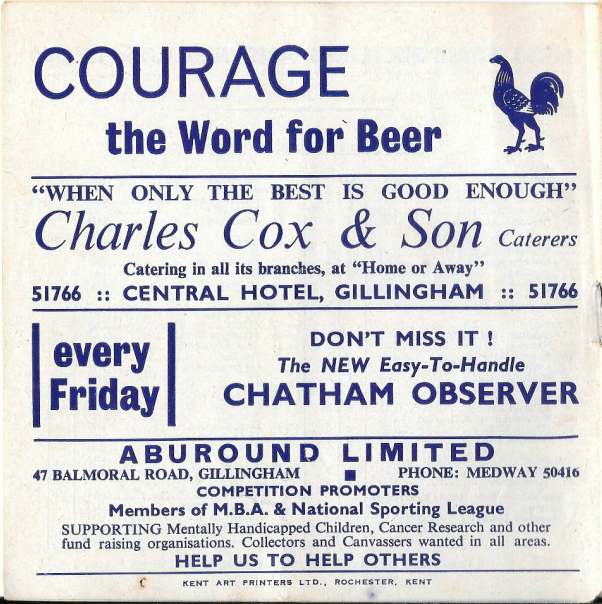 COURAGE
the Word for Beer
"WHEN ONLY THE BEST IS GOOD ENOUGH"
Charles Cox & Son Caterers
Catering in all its branches, at "Home or Away"
51766 :: CENTRAL HOTEL, GILLINGHAM :: 51766
every
Friday
DON'T MISS IT !
The NEW Easy-To-Handle
CHATHAM OBSERVER
ABUROUND LIMITED
47 BALMORAL ROAD, GILLINGHAM ■ PHONE: MEDWAY 50416
COMPETITION PROMOTERS
Members of M.B.A. & National Sporting League
SUPPORTING Mentally Handicapped Children, Cancer Research and other
fund raising organisations. Collectors and Canvassers wanted in all areas.
HELP US TO HELP OTHERS
KENT ART PRINTERS LTD., ROCHESTER, KENT